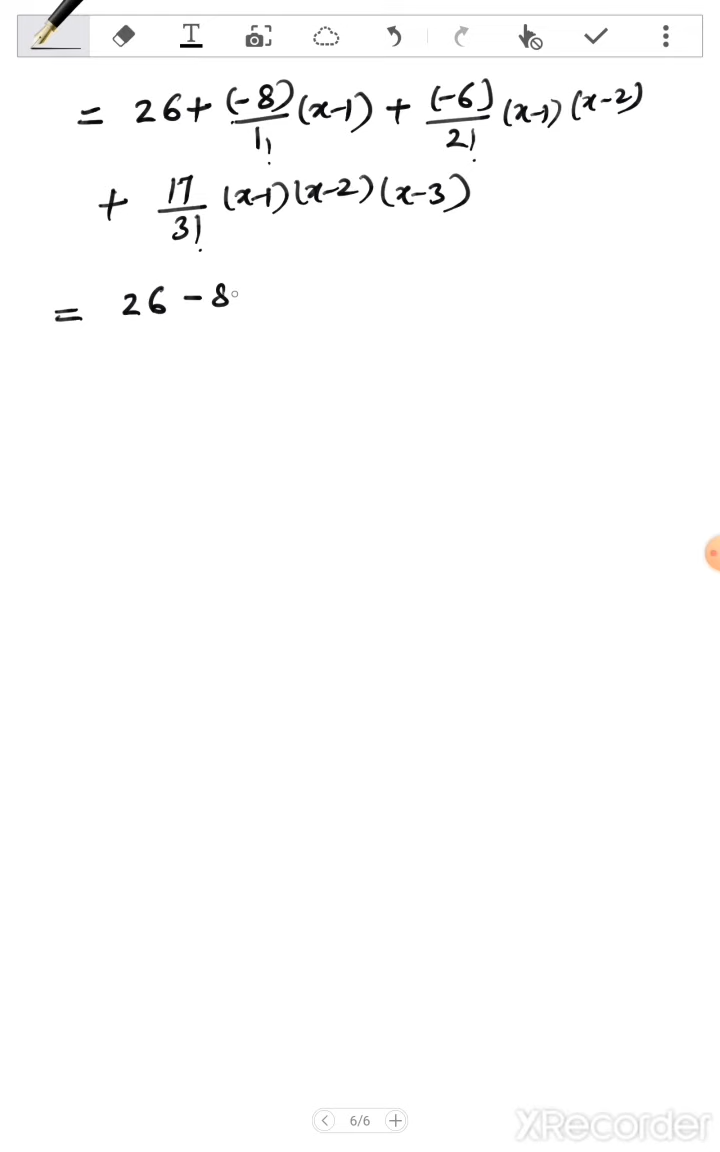 T
= 26 + (-8)/1! (x-1) + (-6)/2! (x-1) (x-2)
+ 17/3! (x-1) (x-2) (x-3)
= 26 - 8
6/6
XRecorder